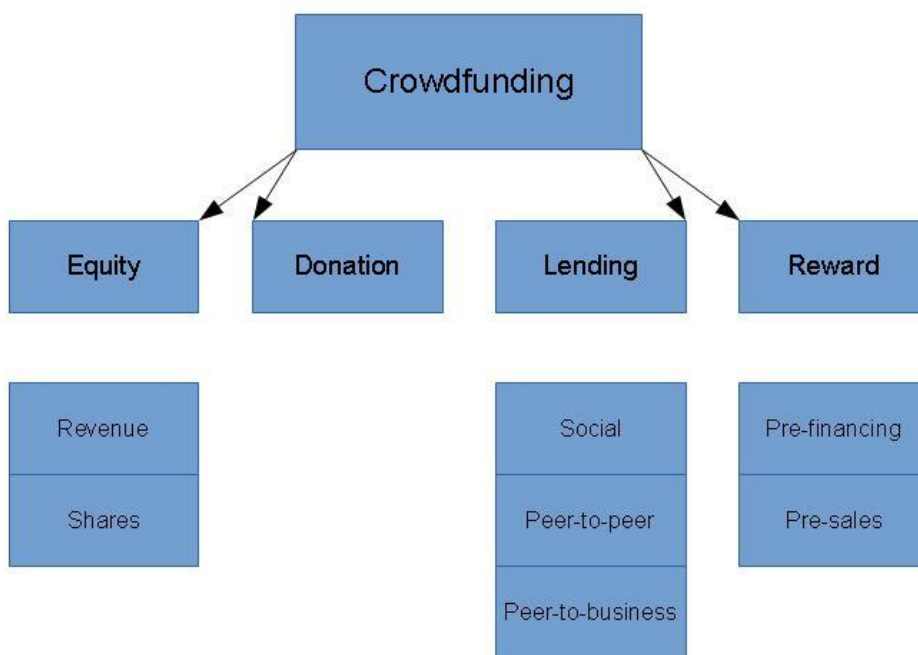 Crowdfunding
Equity
Donation
Lending
Reward
Revenue
Social
Pre-financing
Shares
Peer-to-peer
Pre-sales
Peer-to-business